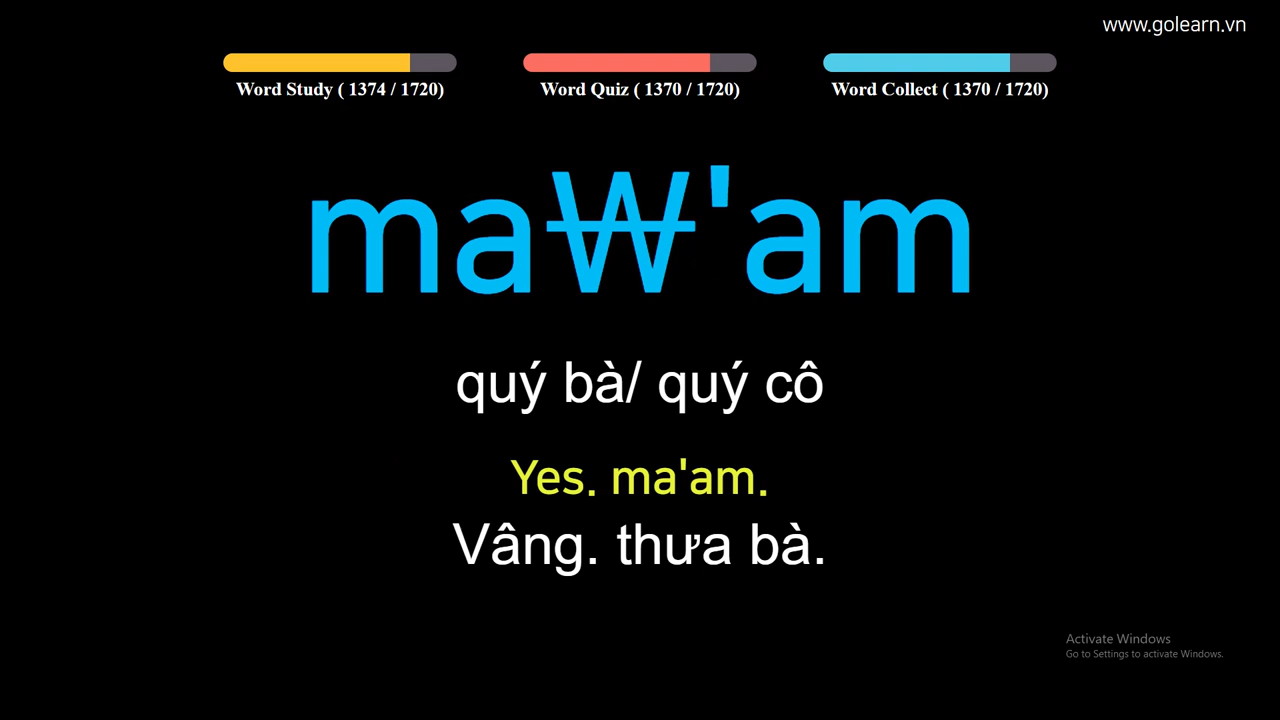 www.golearn.vn
Word Study ( 1374 / 1720)
Word Quiz ( 1370 / 1720)
Word Collect ( 1370 / 1720)
ma₩'am
quý bà/ quý cô
Yes. ma'am.
Vâng. thưa bà.
Activate Windows
Go to Settings to activate Windows.